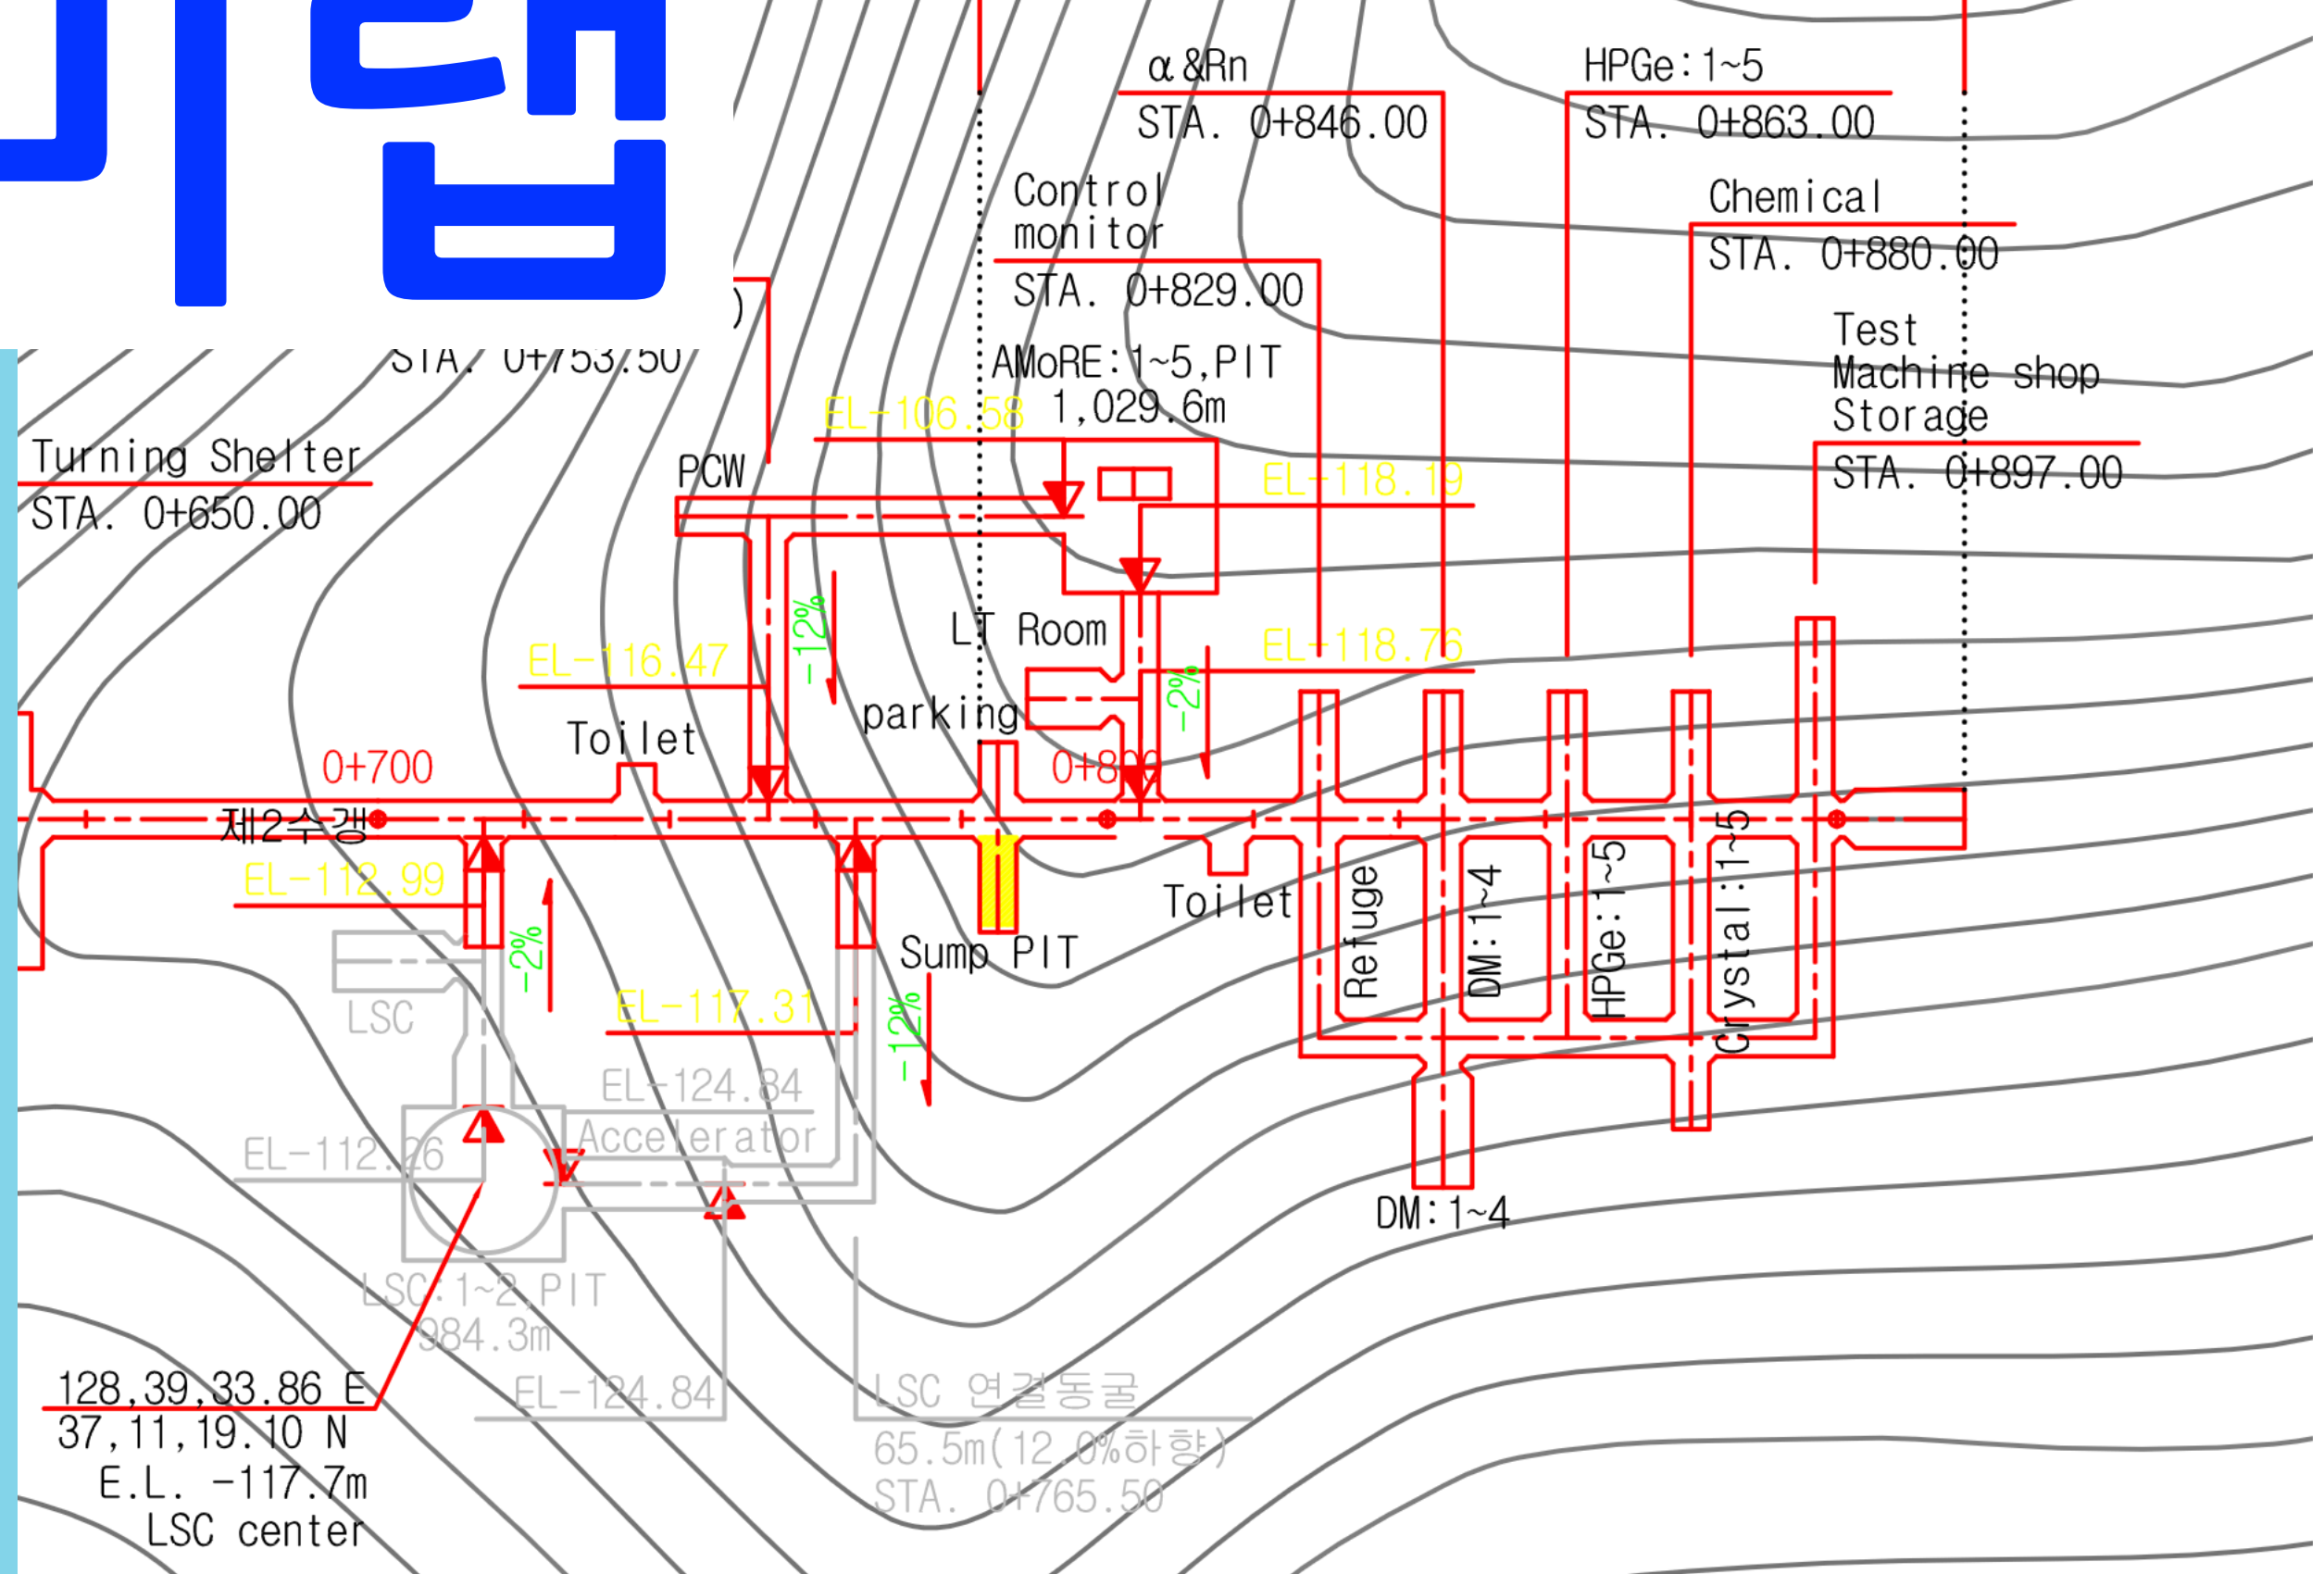 랩
α&Rn
STA. 0+846.00
HPGe:1~5
STA. 0+863.00
Control
monitor
STA. 0+829.00
Chemical
STA. 0+880.00
)
STA. 0+753.50
AMoRE:1~5,PIT
1,029.6m
EL-106.58
Test
Machine shop
Storage
STA. 0+897.00
Turning Shelter
STA. 0+650.00
PCW
EL-118.19
-12%
LT Room
EL-118.76
EL-116.47
-2%
parking
Toilet
0+700
0+800
제2수갱
EL-112.99
-2%
Toilet
Refuge
DM:1~4
HPGe:1~5
Crystal:1~5
Sump PIT
LSC
EL-117.31
-12%
EL-124.84
Accelerator
EL-112.26
DM:1~4
LSC:1~2,PIT
984.3m
EL-124.84
LSC 연결동굴
65.5m(12.0%하향)
STA. 0+765.50
128,39,33.86 E
37,11,19.10 N
E.L. -117.7m
LSC center